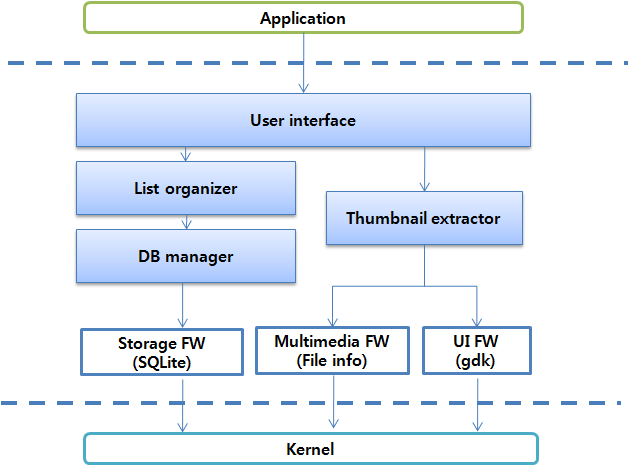 Application
User interface
List organizer
Thumbnail extractor
DB manager
Storage FW
(SQLite)
Multimedia FW
(File info)
UI FW
(gdk)
Kernel